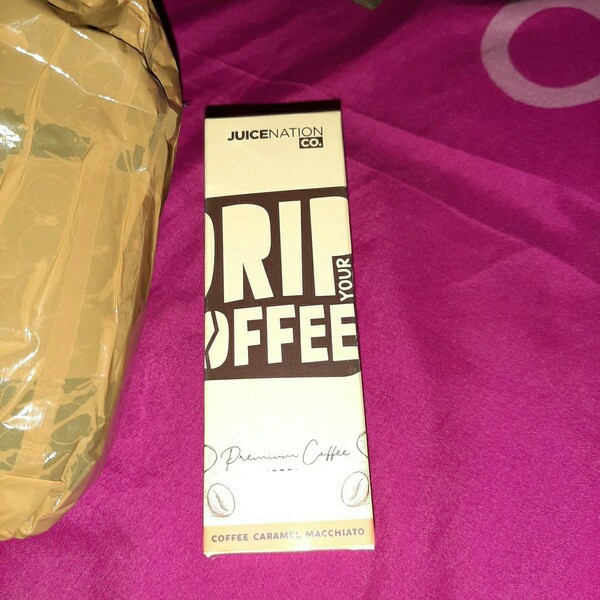 JUICENATION
CO.
DRIP
YOUR
COFFEE
Premium Coffee
COFFEE CARAMEL MACCHIATO